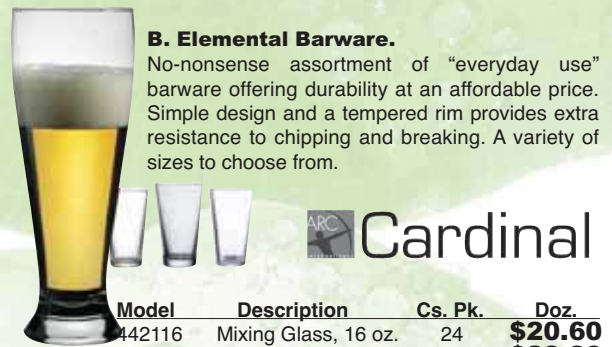 B. Elemental Barware.
No-nonsense assortment of “everyday use”
barware offering durability at an affordable price.
Simple design and a tempered rim provides extra
resistance to chipping and breaking. A variety of
sizes to choose from.
ARC
Cardinal
Model Description Cs. Pk. Doz.
442116 Mixing Glass, 16 oz. 24 $20.60